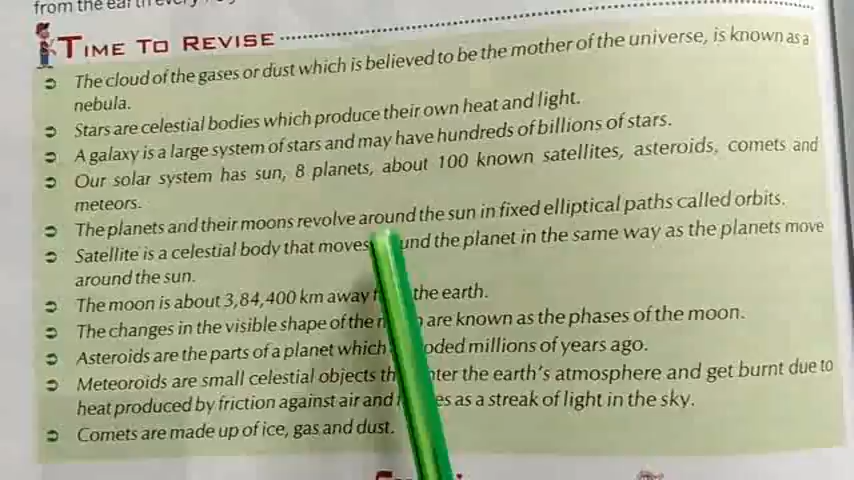 from the earth every
TIME TO REVISE
The cloud of the gases or dust which is believed to be the mother of the universe, is known as a
nebula.
Stars are celestial bodies which produce their own heat and light.
A galaxy is a large system of stars and may have hundreds of billions of stars.
Our solar system has sun, 8 planets, about 100 known satellites, asteroids, comets and
meteors.
The planets and their moons revolve around the sun in fixed elliptical paths called orbits.
Satellite is a celestial body that moves und the planet in the same way as the planets move
around the sun.
The moon is about 3,84,400 km away the earth.
The changes in the visible shape of the are known as the phases of the moon.
Asteroids are the parts of a planet which oded millions of years ago.
Meteoroids are small celestial objects the earth's atmosphere and get burnt due to
heat produced by friction against air and as a streak of light in the sky.
Comets are made up of ice, gas and dust.